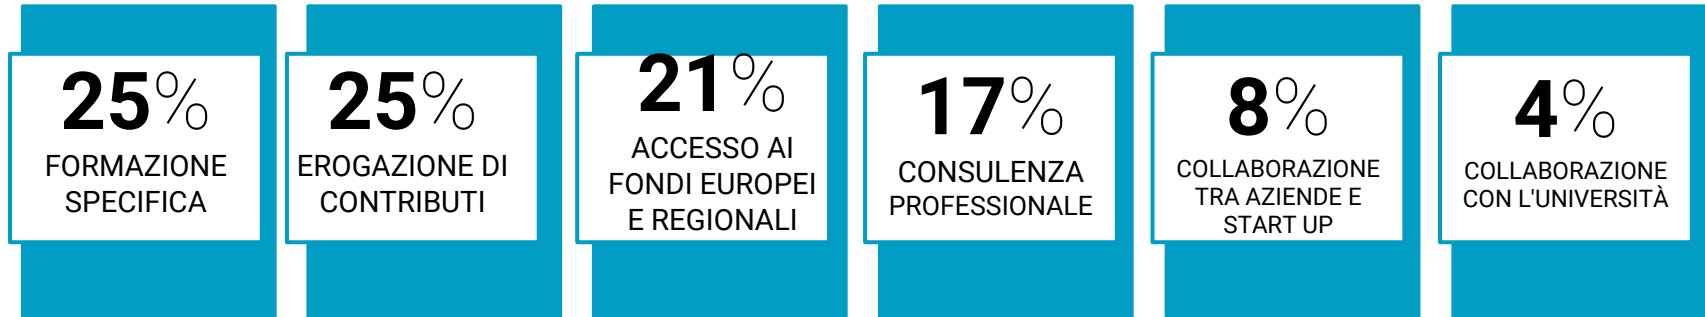 25%
FORMAZIONE
SPECIFICA
25%
EROGAZIONE DI
CONTRIBUTI
21%
ACCESSO AI
FONDI EUROPEI
E REGIONALI
17%
CONSULENZA
PROFESSIONALE
8%
COLLABORAZIONE
TRA AZIENDE E
START UP
4%
COLLABORAZIONE
CON L'UNIVERSITÀ